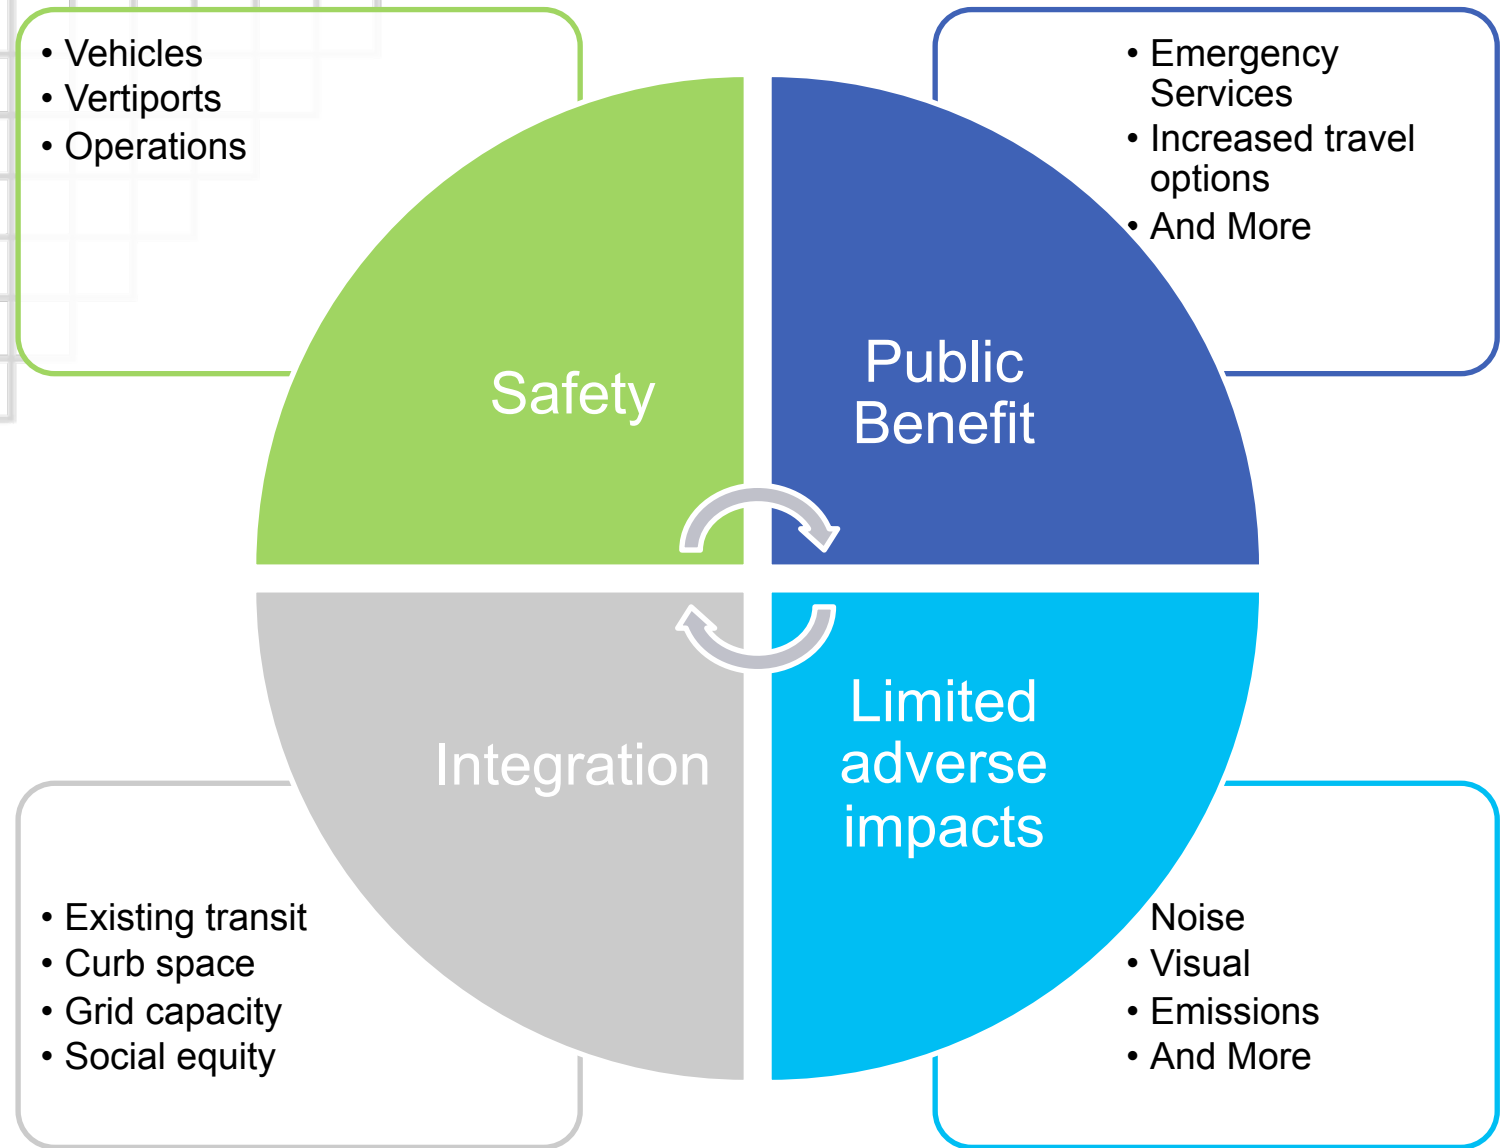 • Vehicles
• Vertiports
• Operations
• Emergency
Services
• Increased travel
options
• And More
Safety
Public
Benefit
Integration
Limited
adverse
impacts
• Existing transit
• Curb space
• Grid capacity
• Social equity
Noise
• Visual
• Emissions
• And More